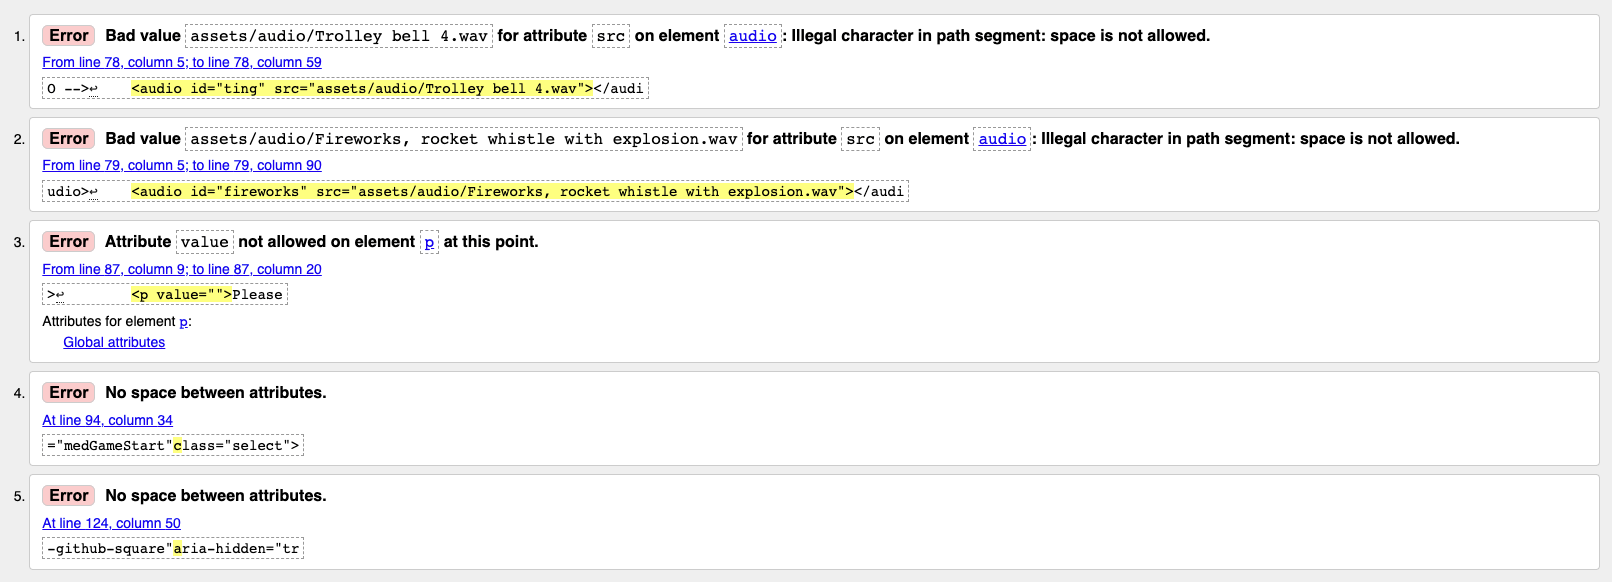 1. Error Bad value assets/audio/Trolley bell 4.wav for attribute src on element audio: Illegal character in path segment: space is not allowed.
From line 78, column 5; to line 78, column 59
O -->↩    <audio id="ting" src="assets/audio/Trolley bell 4.wav"></audi
2. Error Bad value assets/audio/Fireworks, rocket whistle with explosion.wav for attribute src on element audio: Illegal character in path segment: space is not allowed.
From line 79, column 5; to line 79, column 90
udio>↩    <audio id="fireworks" src="assets/audio/Fireworks, rocket whistle with explosion.wav"></audi
3. Error Attribute value not allowed on element p at this point.
From line 87, column 9; to line 87, column 20
>↩        <p value="">Please
Attributes for element p:
Global attributes
4. Error No space between attributes.
At line 94, column 34
="medGameStart"class="select">
5. Error No space between attributes.
At line 124, column 50
-github-square"aria-hidden="tr